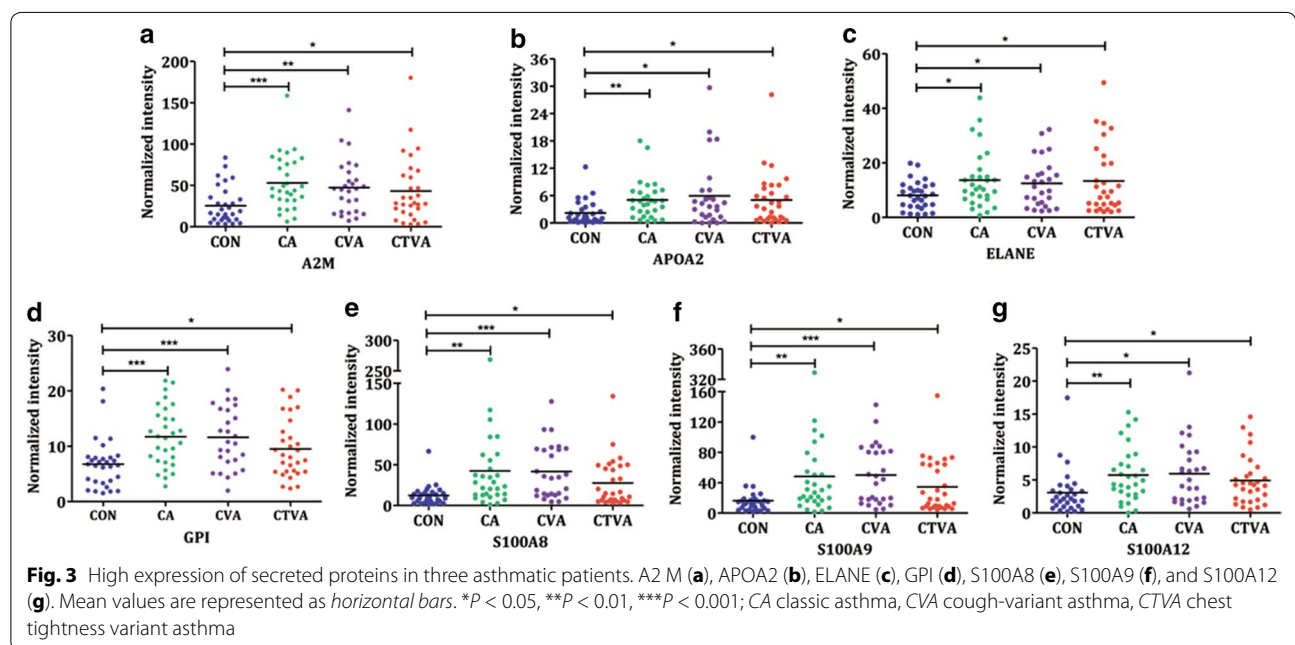 a
*
**
***
Normalized intensity
200
150
100
50
0
CON CA CVA CTVA
A2M
b
*
*
**
Normalized intensity
36
30
24
18
12
6
0
CON CA CVA CTVA
APOA2
c
*
*
*
Normalized intensity
60
40
20
0
CON CA CVA CTVA
ELANE
d
*
***
***
Normalized intensity
30
20
10
0
CON CA CVA CTVA
GPI
e
*
***
**
Normalized intensity
300
250
200
150
100
50
0
CON CA CVA CTVA
S100A8
f
*
***
**
Normalized intensity
360
320
160
120
80
40
0
CON CA CVA CTVA
S100A9
g
*
*
**
Normalized intensity
25
20
15
10
5
0
CON CA CVA CTVA
S100A12
Fig. 3 High expression of secreted proteins in three asthmatic patients. A2 M (a), APOA2 (b), ELANE (c), GPI (d), S100A8 (e), S100A9 (f), and S100A12
(g). Mean values are represented as horizontal bars. *P < 0.05, **P < 0.01, ***P < 0.001; CA classic asthma, CVA cough-variant asthma, CTVA chest
tightness variant asthma